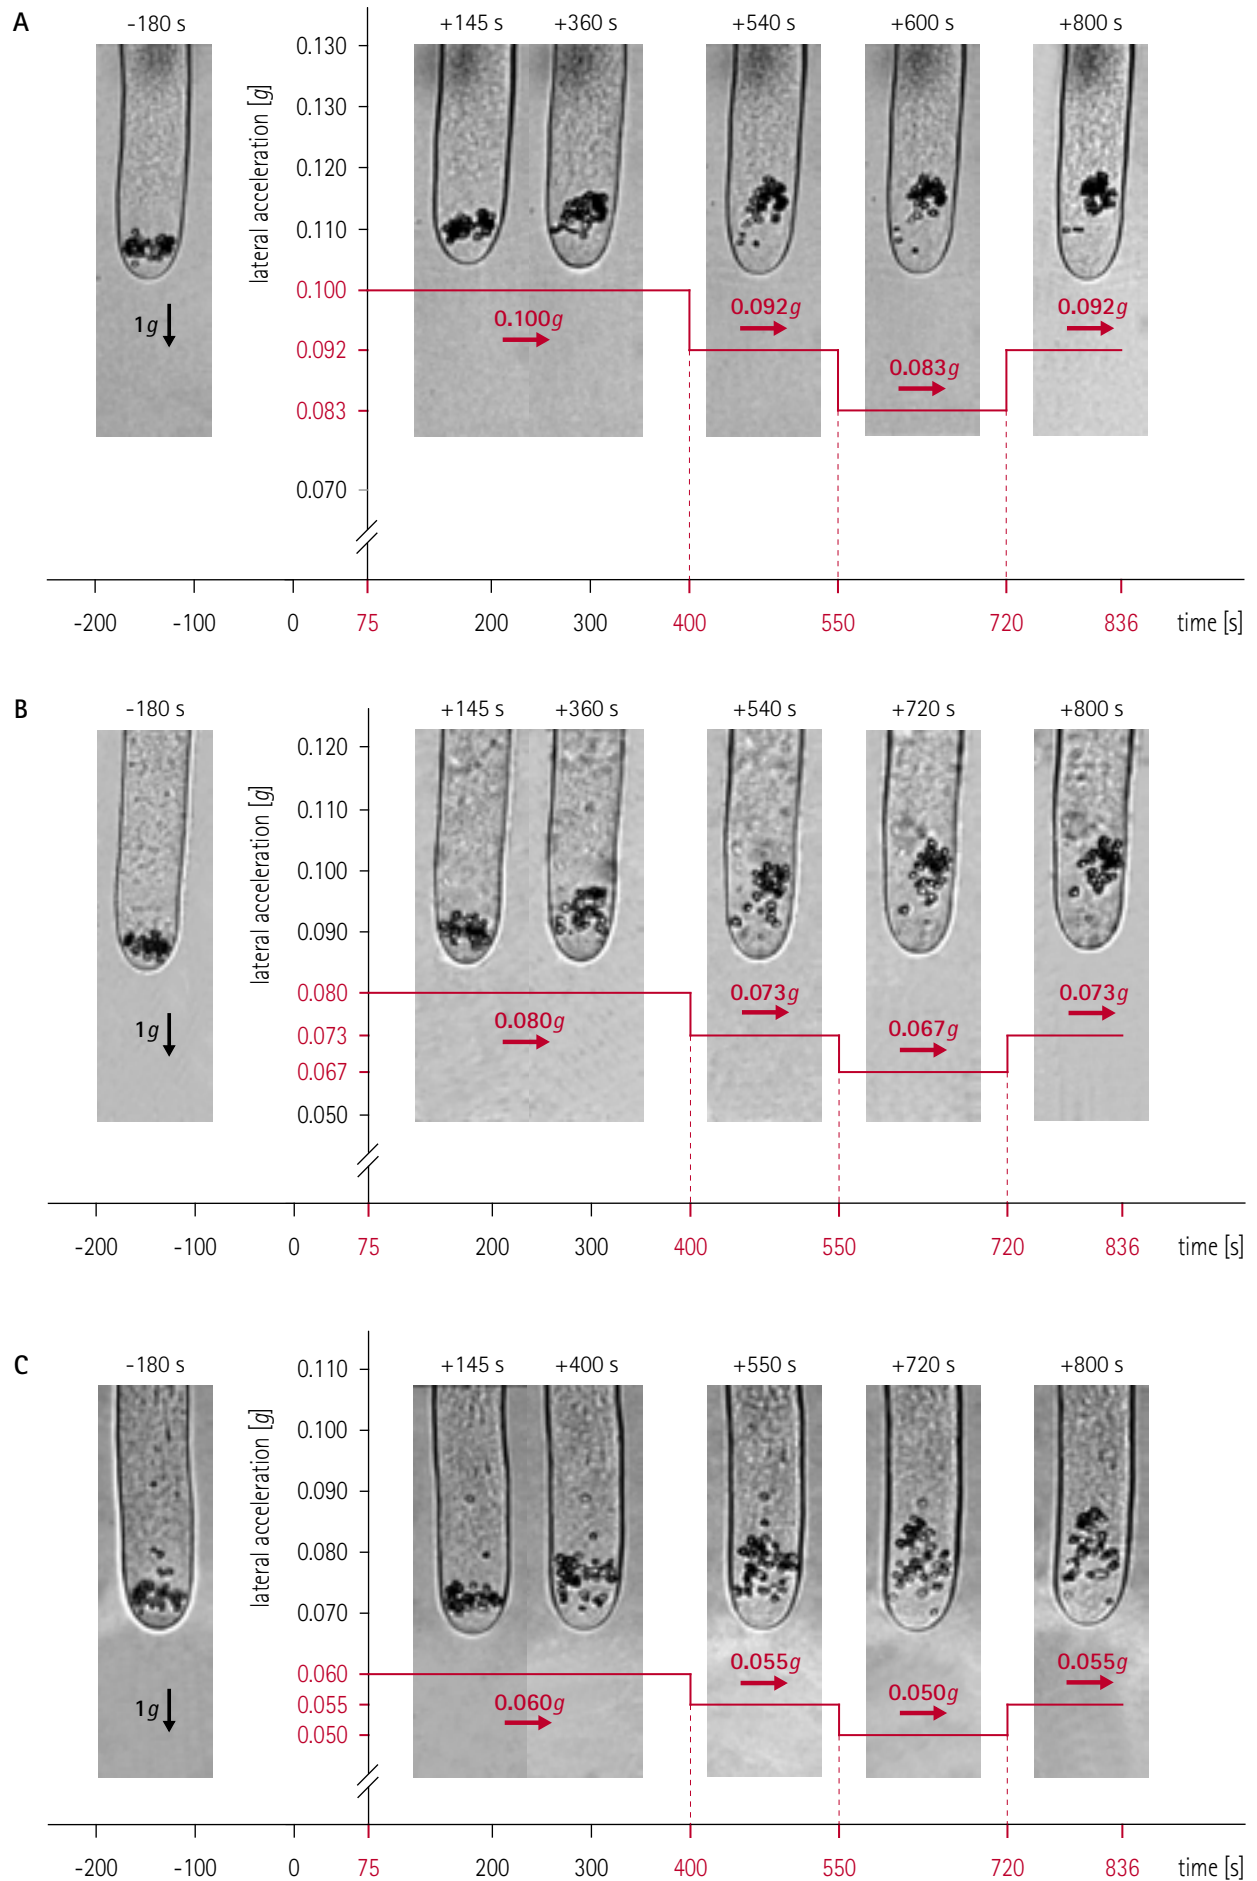 A
-180 s
+145 s
+360 s
+540 s
+600 s
+800 s
lateral acceleration [g]
0.130
0.130
0.120
0.110
0.100
0.092
0.083
0.070
1g
0.100g
0.092g
0.083g
0.092g
-200
-100
0
75
200
300
400
550
720
836
time [s]
B
-180 s
+145 s
+360 s
+540 s
+720 s
+800 s
lateral acceleration [g]
0.120
0.110
0.100
0.090
0.080
0.073
0.067
0.050
1g
0.080g
0.073g
0.067g
0.073g
-200
-100
0
75
200
300
400
550
720
836
time [s]
C
-180 s
+145 s
+400 s
+550 s
+720 s
+800 s
lateral acceleration [g]
0.110
0.100
0.090
0.080
0.070
0.060
0.055
0.050
1g
0.060g
0.055g
0.050g
0.055g
-200
-100
0
75
200
300
400
550
720
836
time [s]